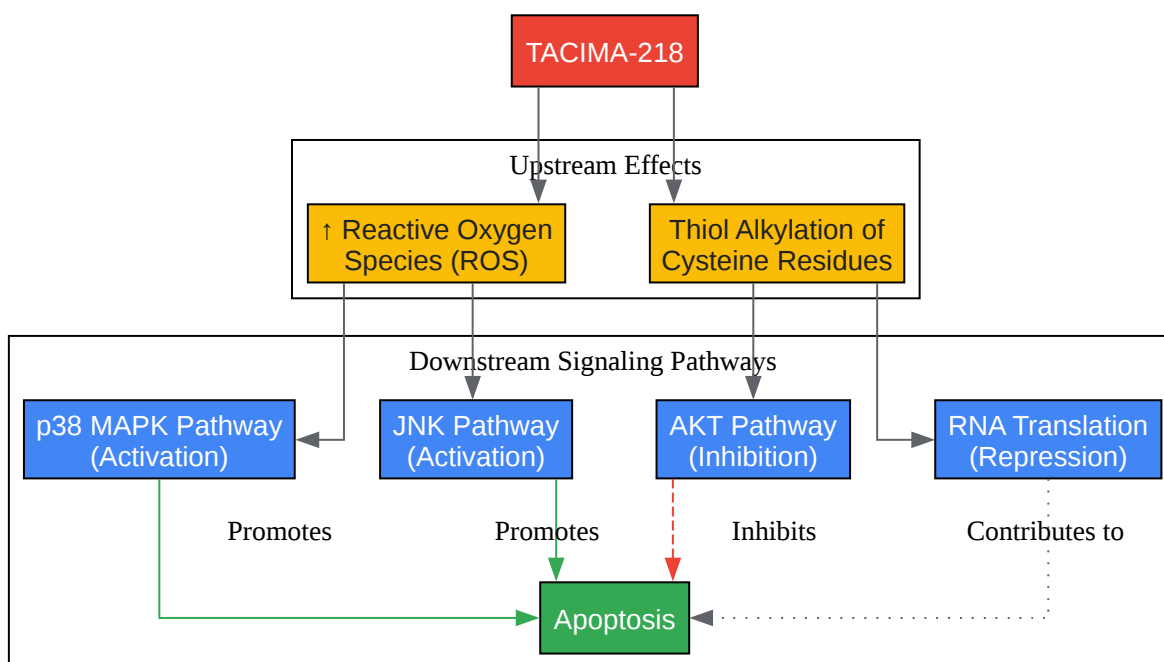 TACIMA-218
Upstream Effects
↑ Reactive Oxygen
Species (ROS)
Thiol Alkylation of
Cysteine Residues
Downstream Signaling Pathways
p38 MAPK Pathway
(Activation)
JNK Pathway
(Activation)
AKT Pathway
(Inhibition)
RNA Translation
(Repression)
Promotes
Promotes
Inhibits
Contributes to
Apoptosis